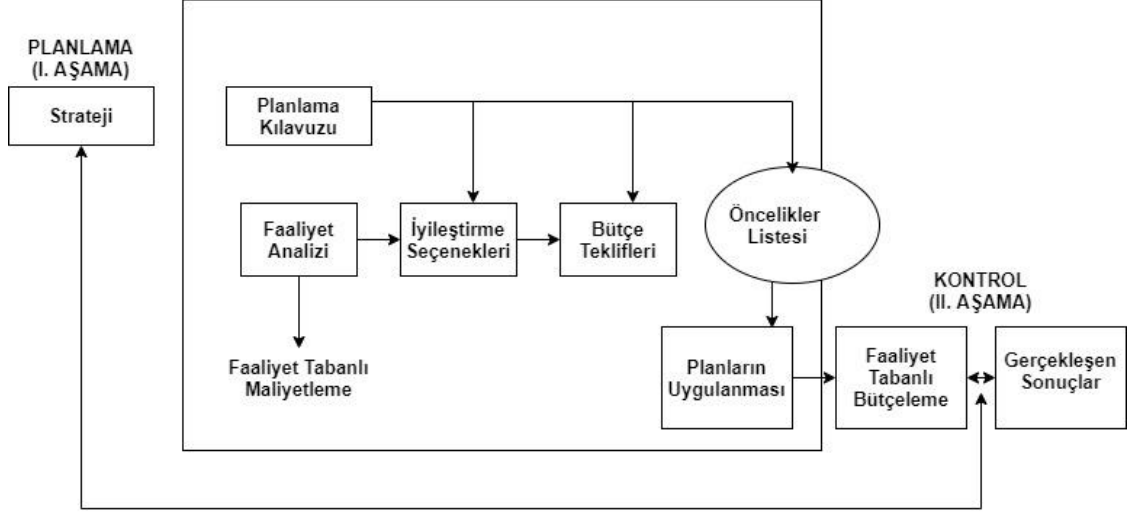 PLANLAMA
(I. AŞAMA)
Strateji
Planlama
Kılavuzu
Faaliyet
Analizi
İyileştirme
Seçenekleri
Bütçe
Teklifleri
Öncelikler
Listesi
Faaliyet Tabanlı
Maliyetleme
Planların
Uygulanması
KONTROL
(II. AŞAMA)
Faaliyet
Tabanlı
Bütçeleme
Gerçekleşen
Sonuçlar